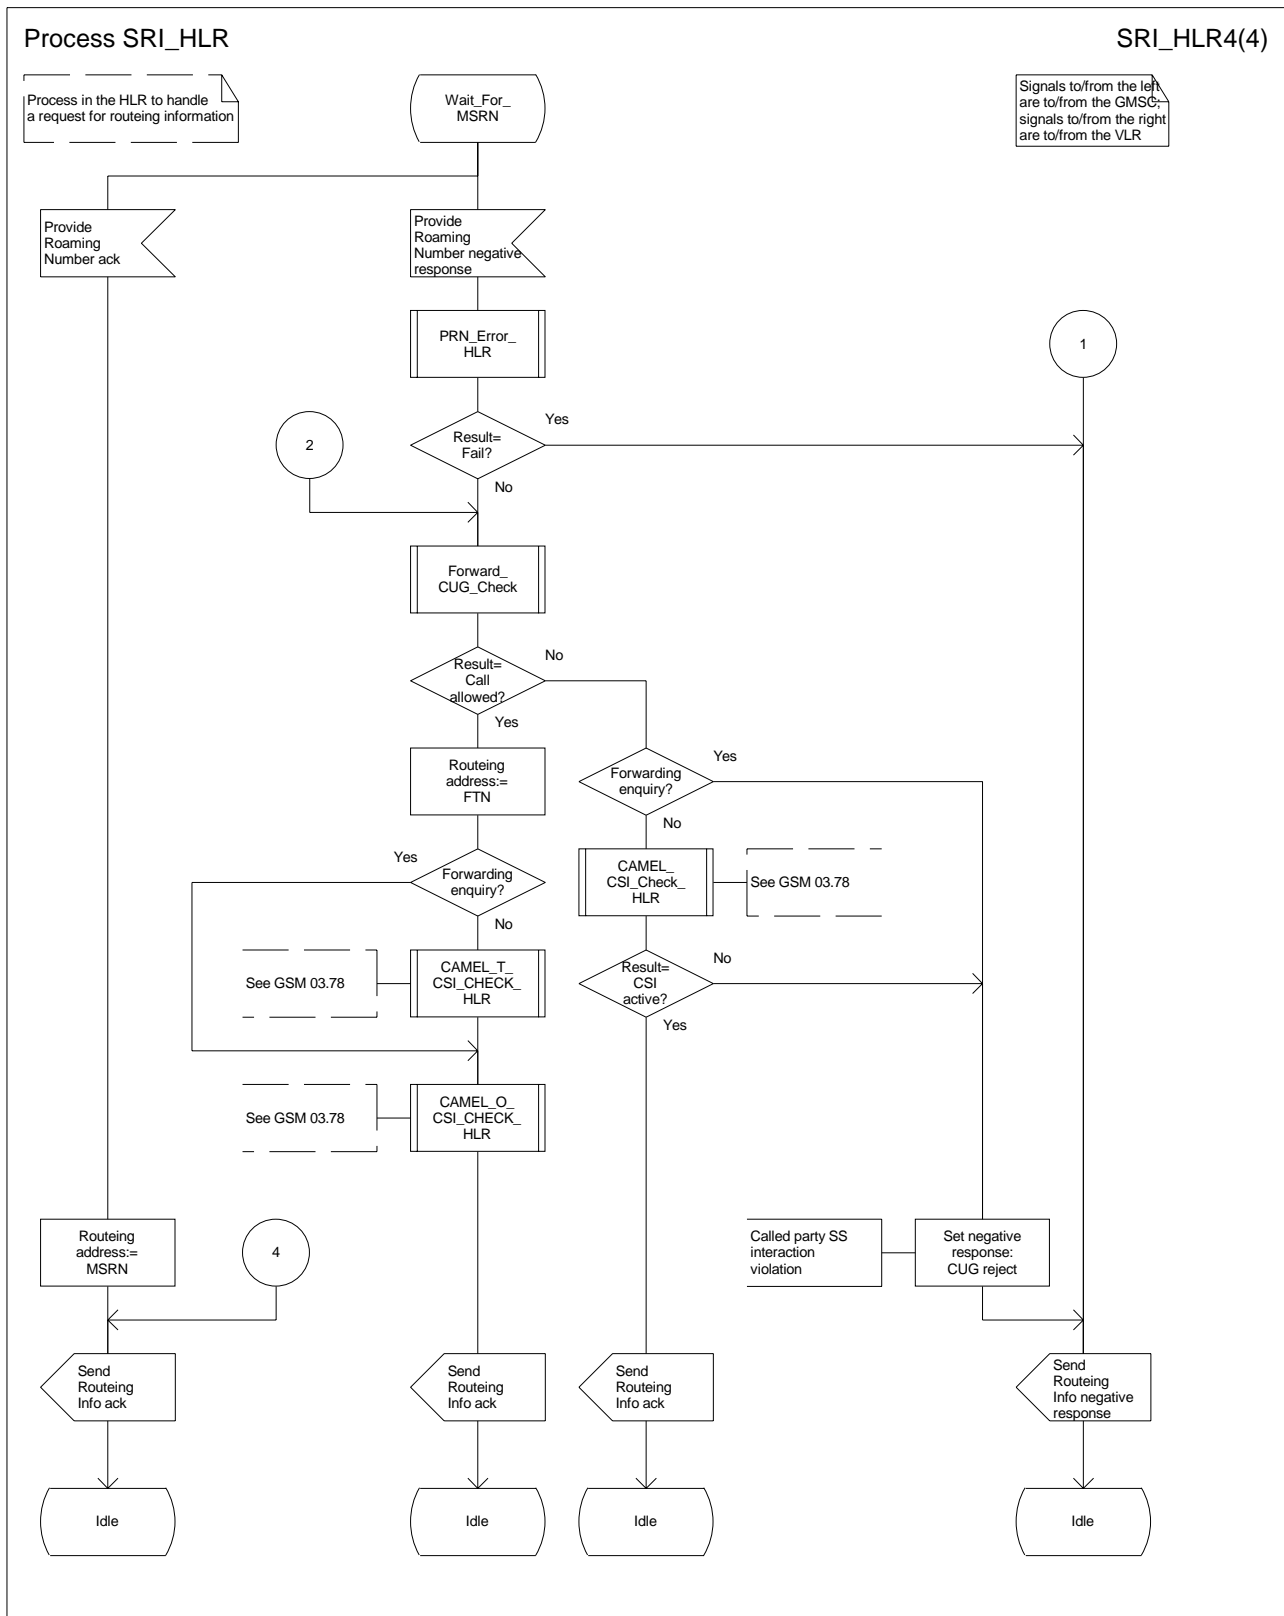 Process SRI_HLR
SRI_HLR4(4)
Process in the HLR to handle
a request for routeing information
Wait_For_
MSRN
Signals to/from the left
are to/from the GMSC;
signals to/from the right
are to/from the VLR
Provide
Roaming
Number ack
Provide
Roaming
Number negative
response
PRN_Error_
HLR
1
2
Result=
Fail?
Yes
No
Forward_
CUG_Check
Result=
Call
allowed?
No
Yes
Routeing
address:=
FTN
Forwarding
enquiry?
Yes
No
Yes
Forwarding
enquiry?
No
CAMEL_
CSI_Check_
HLR
See GSM 03.78
See GSM 03.78
CAMEL_T_
CSI_CHECK_
HLR
Result=
CSI
active?
No
Yes
See GSM 03.78
CAMEL_O_
CSI_CHECK_
HLR
Routeing
address:=
MSRN
4
Called party SS
interaction
violation
Set negative
response:
CUG reject
Send
Routeing
Info ack
Send
Routeing
Info ack
Send
Routeing
Info ack
Send
Routeing
Info negative
response
Idle
Idle
Idle
Idle